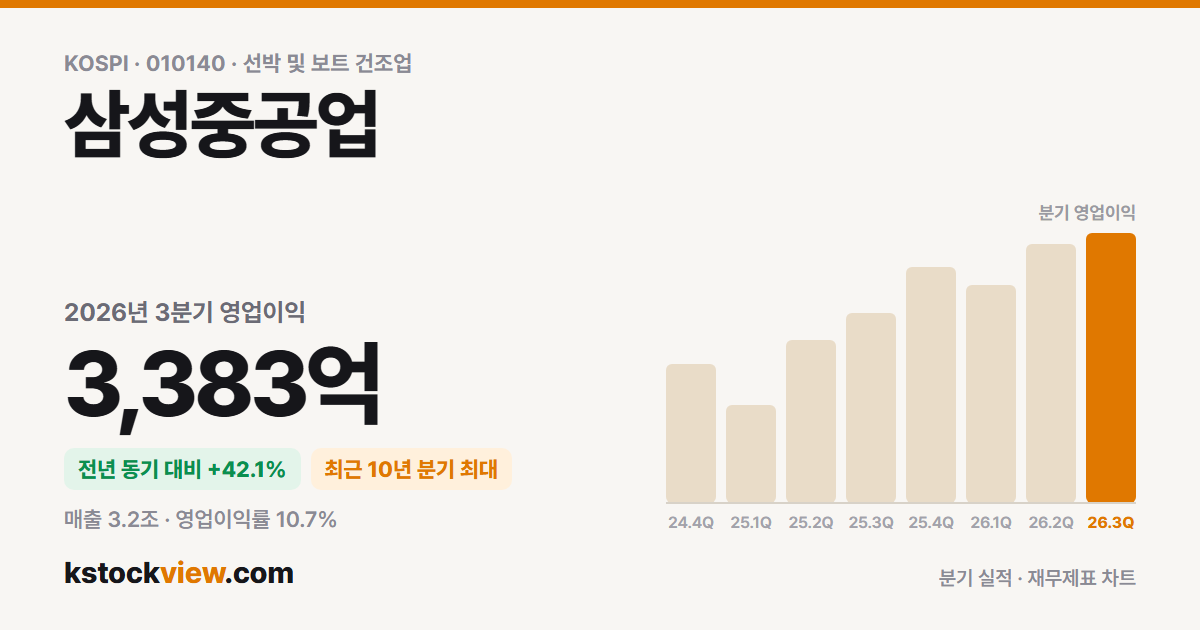 KOSPI · 010140 · 선박 및 보트 건조업
삼성중공업
2026년 3분기 영업이익
3,383억
전년 동기 대비 +42.1%
최근 10년 분기 최대
매출 3.2조 · 영업이익률 10.7%
kstockview.com
분기 영업이익
24.4Q 25.1Q 25.2Q 25.3Q 25.4Q 26.1Q 26.2Q 26.3Q
분기 실적 · 재무제표 차트